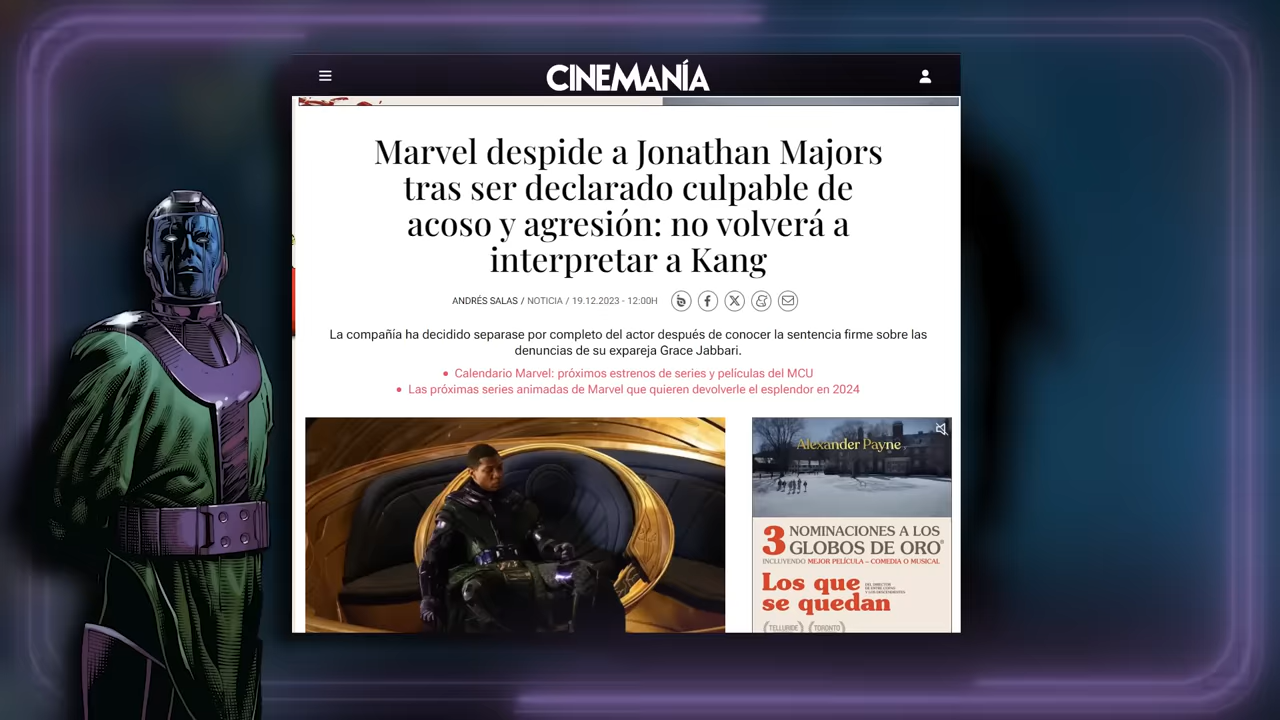 CINEMANÍA
Marvel despide a Jonathan Majors
tras ser declarado culpable de
acoso y agresión: no volverá a
interpretar a Kang
ANDRÉS SALAS / NOTICIA / 19.12.2023 - 12:00H
La compañía ha decidido separase por completo del actor después de conocer la sentencia firme sobre las
denuncias de su expareja Grace Jabbari.
• Calendario Marvel: próximos estrenos de series y películas del MCU
• Las próximas series animadas de Marvel que quieren devolverle el esplendor en 2024
Alexander Payne
3 NOMINACIONES A LOS
GLOBOS DE ORO®
INCLUYENDO MEJOR PELÍCULA – COMEDIA O MUSICAL
Los que
se quedan
TELLURIDE
TORONTO